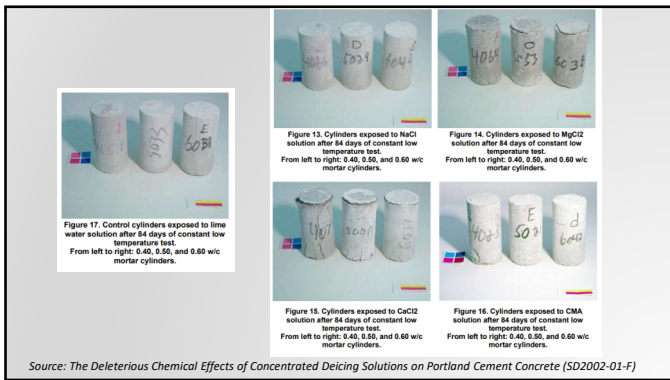 Figure 17. Control cylinders exposed to lime
water solution after 84 days of constant low
temperature test.
From left to right: 0.40, 0.50, and 0.60 w/c
mortar cylinders.
D
5029
Figure 13. Cylinders exposed to NaCl
solution after 84 days of constant low
temperature test.
From left to right: 0.40, 0.50, and 0.60 w/c
mortar cylinders.
Figure 14. Cylinders exposed to MgCl2
solution after 84 days of constant low
temperature test.
From left to right: 0.40, 0.50, and 0.60 w/c
mortar cylinders.
Figure 15. Cylinders exposed to CaCl2
solution after 84 days of constant low
temperature test.
From left to right: 0.40, 0.50, and 0.60 w/c
mortar cylinders.
E
d
6042
Figure 16. Cylinders exposed to CMA
solution after 84 days of constant low
temperature test.
From left to right: 0.40, 0.50, and 0.60 w/c
mortar cylinders.
Source: The Deleterious Chemical Effects of Concentrated Deicing Solutions on Portland Cement Concrete (SD2002-01-F)